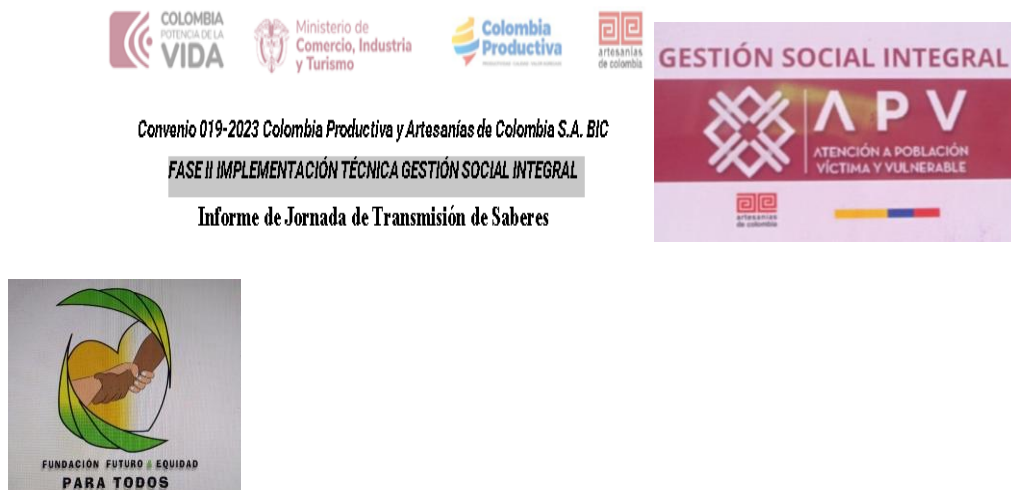 COLOMBIA
POTENCIA DE LA
VIDA
Ministerio de
Comercio, Industria
y Turismo
Colombia
Productiva
artesanías
de colombia
Convenio 019-2023 Colombia Productiva y Artesanías de Colombia S.A. BIC
FASE II IMPLEMENTACIÓN TÉCNICA GESTIÓN SOCIAL INTEGRAL
Informe de Jornada de Transmisión de Saberes
GESTIÓN SOCIAL INTEGRAL
APV
ATENCIÓN A POBLACIÓN
VÍCTIMA Y VULNERABLE
artesanías
de colombia
FUNDACIÓN FUTURO & EQUIDAD
PARA TODOS